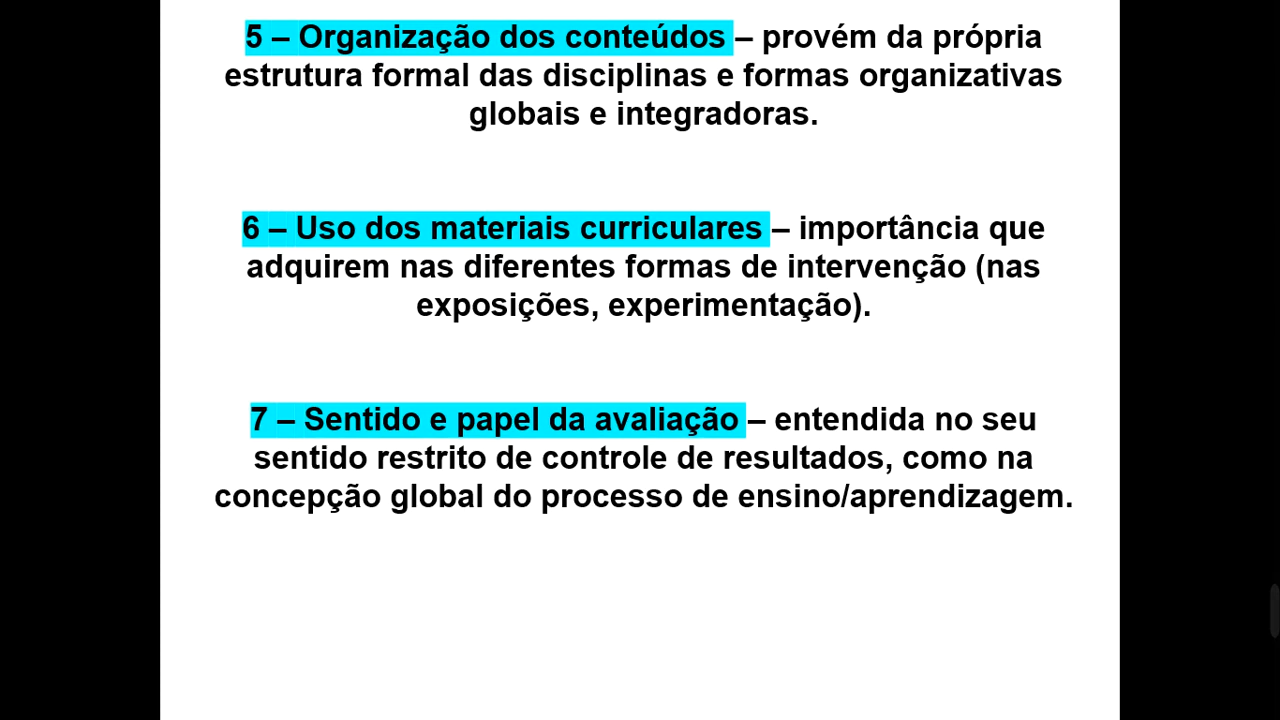 5 – Organização dos conteúdos – provém da própria
estrutura formal das disciplinas e formas organizativas
globais e integradoras.
6 – Uso dos materiais curriculares – importância que
adquirem nas diferentes formas de intervenção (nas
exposições, experimentação).
7 – Sentido e papel da avaliação – entendida no seu
sentido restrito de controle de resultados, como na
concepção global do processo de ensino/aprendizagem.